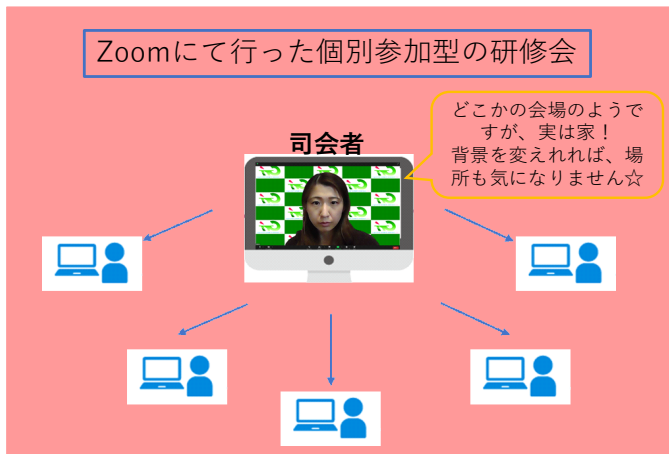 Zoomにて行った個別参加型の研修会
どこかの会場のようで
すが、実は家！
背景を変えれれば、場
所も気になりません☆
司会者